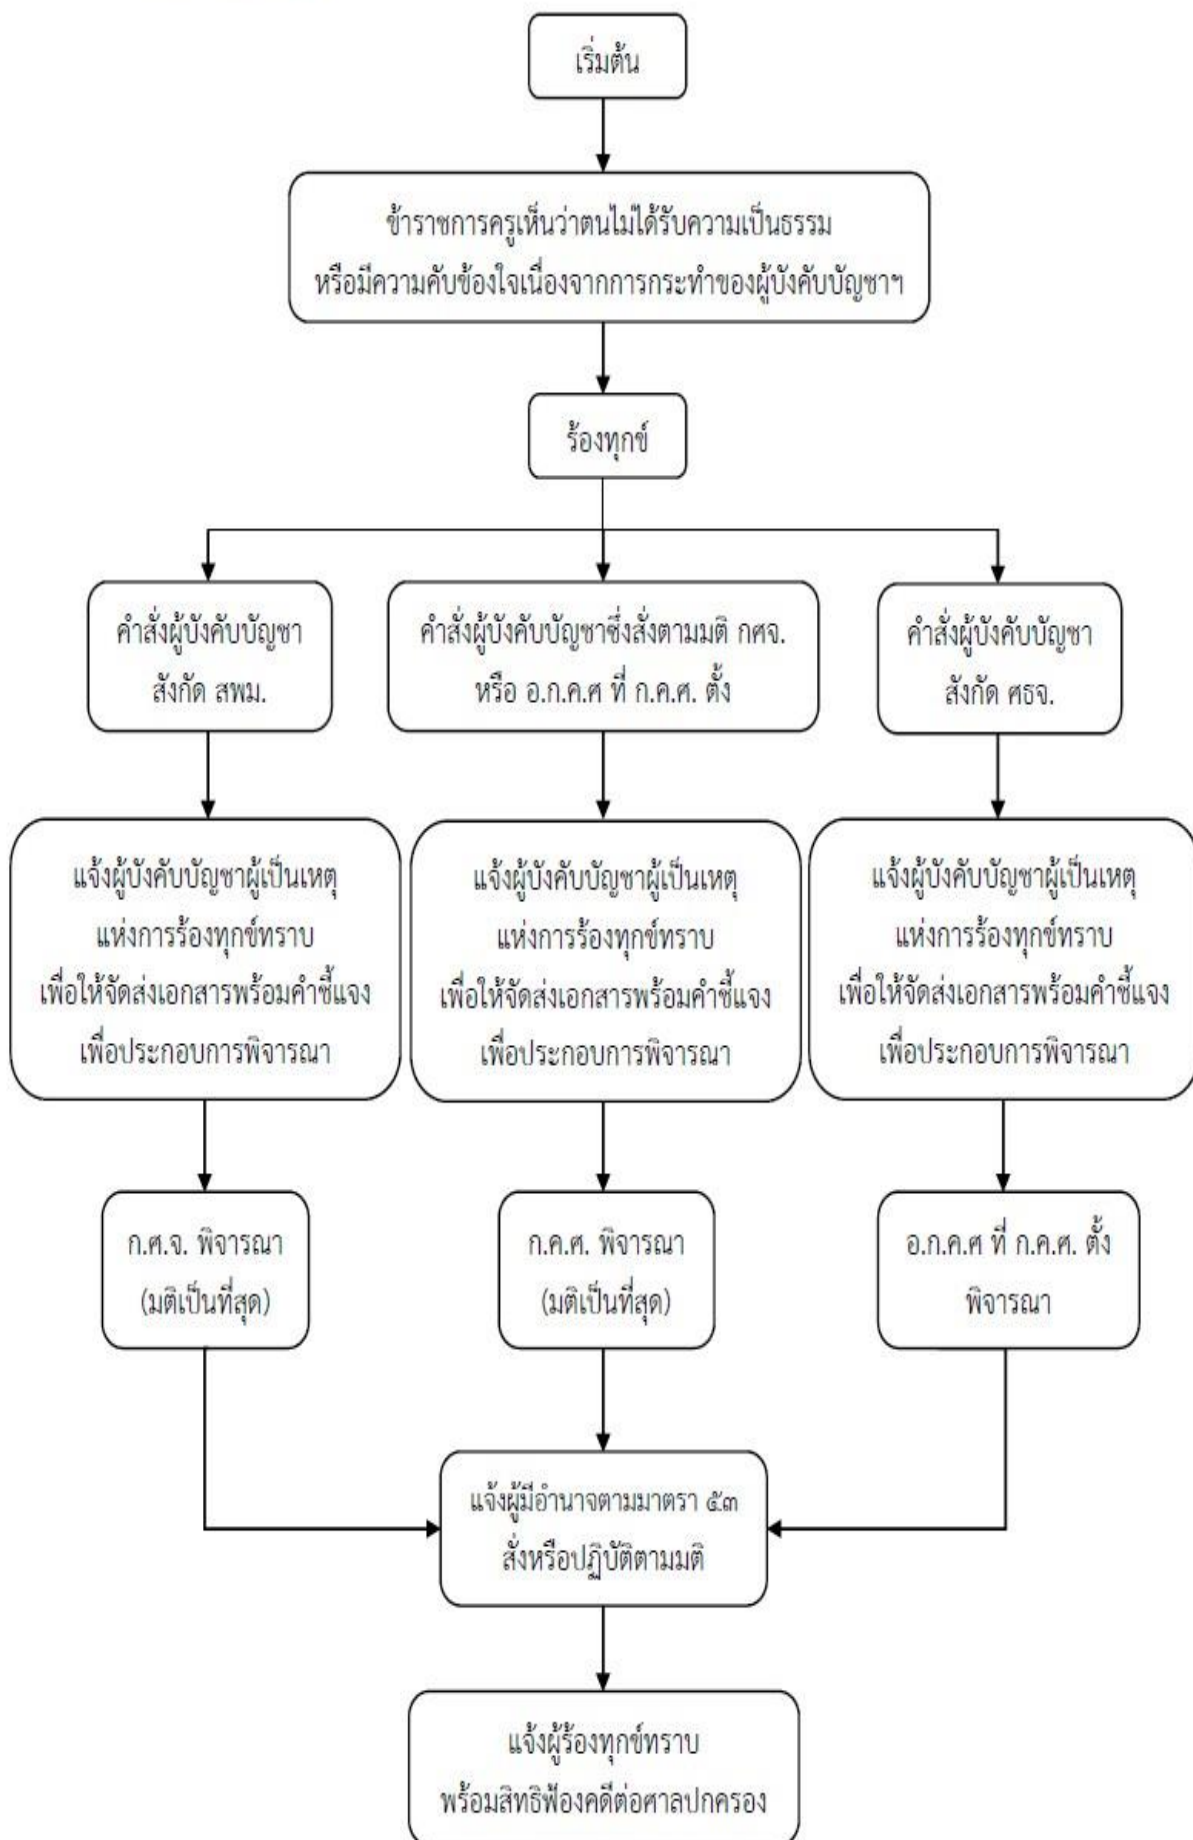 เริ่มต้น
ข้าราชการครูเห็นว่าตนไม่ได้รับความเป็นธรรม
หรือมีความคับข้องใจเนื่องจากการกระทำของผู้บังคับบัญชาฯ
ร้องทุกข์
คำสั่งผู้บังคับบัญชา
สังกัด สพม.
คำสั่งผู้บังคับบัญชาซึ่งสั่งตามมติ กศจ.
หรือ อ.ก.ค.ศ ที่ ก.ค.ศ. ตั้ง
คำสั่งผู้บังคับบัญชา
สังกัด ศธจ.
แจ้งผู้บังคับบัญชาผู้เป็นเหตุ
แห่งการร้องทุกข์ทราบ
เพื่อให้จัดส่งเอกสารพร้อมคำชี้แจง
เพื่อประกอบการพิจารณา
แจ้งผู้บังคับบัญชาผู้เป็นเหตุ
แห่งการร้องทุกข์ทราบ
เพื่อให้จัดส่งเอกสารพร้อมคำชี้แจง
เพื่อประกอบการพิจารณา
แจ้งผู้บังคับบัญชาผู้เป็นเหตุ
แห่งการร้องทุกข์ทราบ
เพื่อให้จัดส่งเอกสารพร้อมคำชี้แจง
เพื่อประกอบการพิจารณา
ก.ศ.จ. พิจารณา
(มติเป็นที่สุด)
ก.ค.ศ. พิจารณา
(มติเป็นที่สุด)
อ.ก.ค.ศ ที่ ก.ค.ศ. ตั้ง
พิจารณา
แจ้งผู้มีอำนาจตามมาตรา ๕๓
สั่งหรือปฏิบัติตามมติ
แจ้งผู้ร้องทุกข์ทราบ
พร้อมสิทธิฟ้องคดีต่อศาลปกครอง